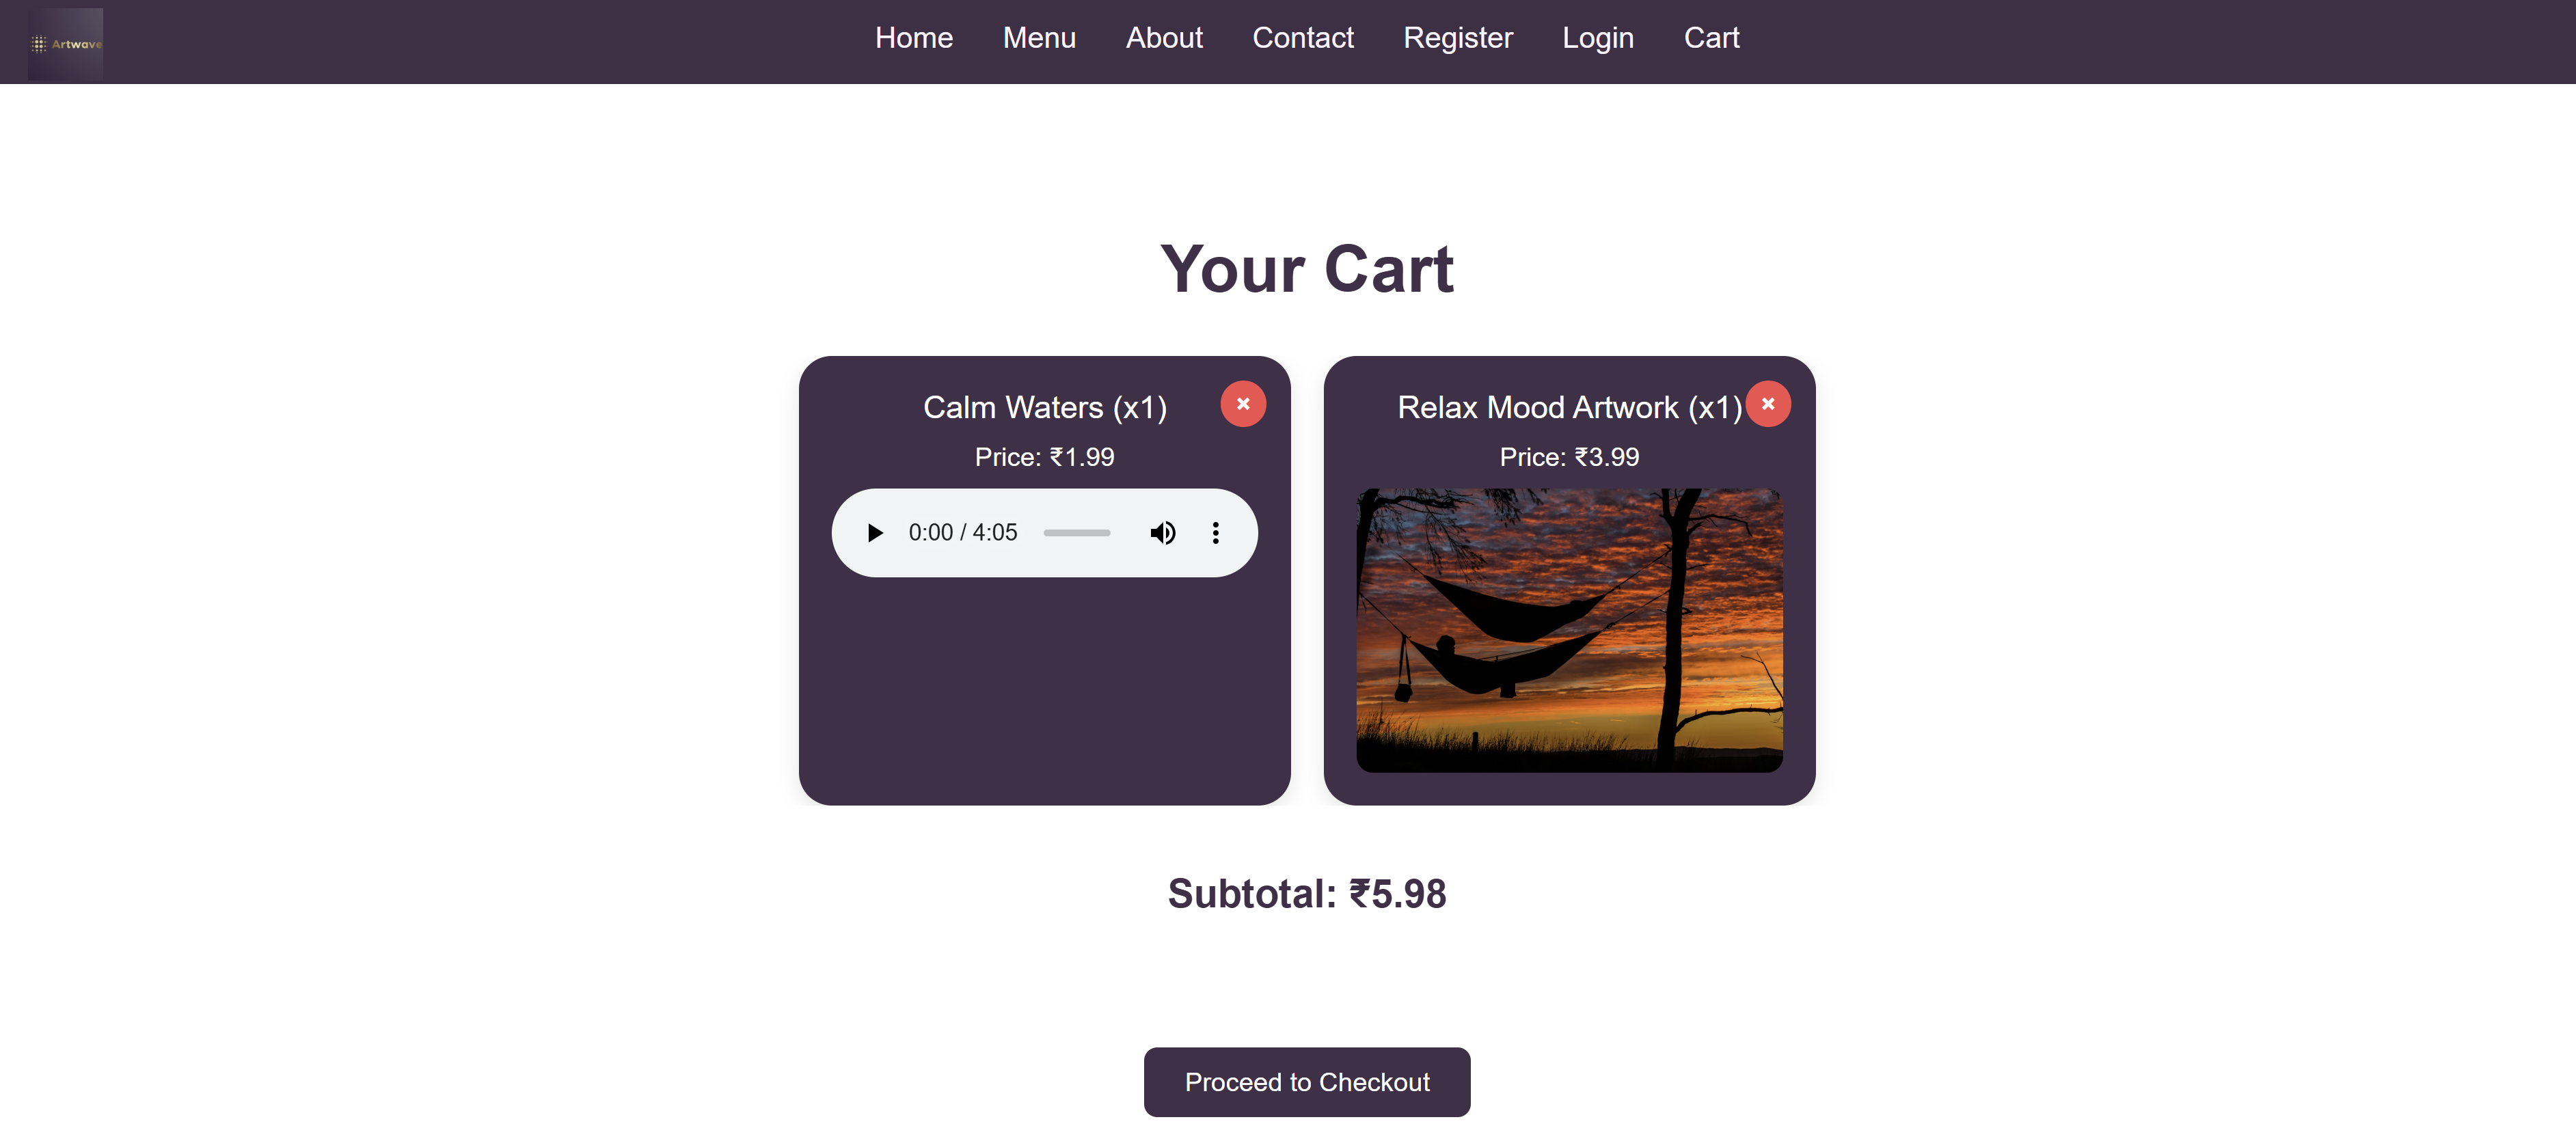 Artwave
Home Menu About Contact Register Login Cart
Your Cart
Calm Waters (x1)
Price: ₹1.99
0:00 / 4:05
Relax Mood Artwork (x1)
Price: ₹3.99
Subtotal: ₹5.98
Proceed to Checkout